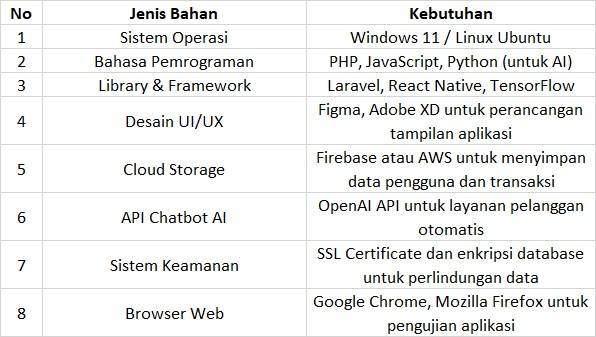 No Jenis Bahan Kebutuhan
1 Sistem Operasi Windows 11 / Linux Ubuntu
2 Bahasa Pemrograman PHP, JavaScript, Python (untuk AI)
3 Library & Framework Laravel, React Native, TensorFlow
4 Desain UI/UX Figma, Adobe XD untuk perancangan
tampilan aplikasi
5 Cloud Storage Firebase atau AWS untuk menyimpan
data pengguna dan transaksi
6 API Chatbot AI OpenAI API untuk layanan pelanggan
otomatis
7 Sistem Keamanan SSL Certificate dan enkripsi database
untuk perlindungan data
8 Browser Web Google Chrome, Mozilla Firefox untuk
pengujian aplikasi